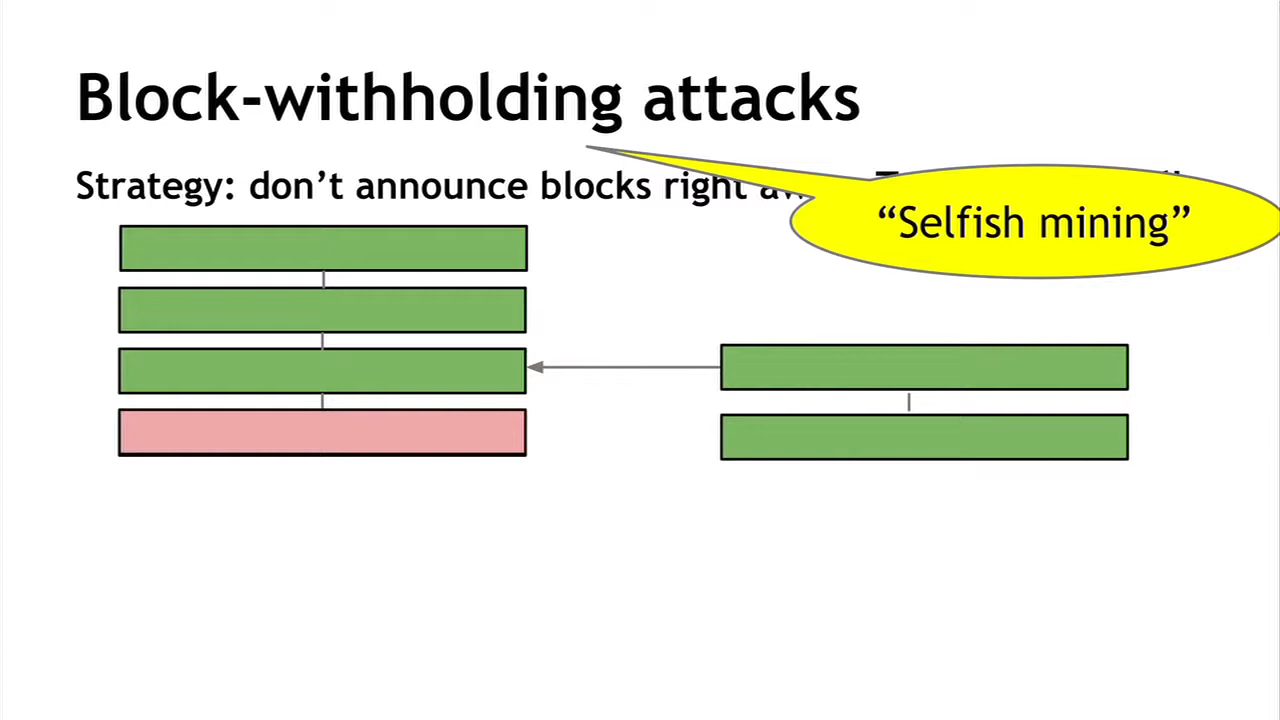 Block-withholding attacks
Strategy: don’t announce blocks right
“Selfish mining”